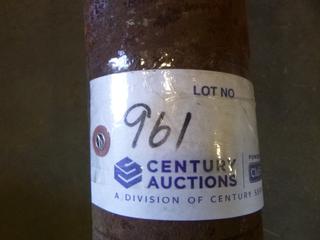 LOT NO
961
CENTURY
AUCTIONS
A DIVISION OF CENTURY